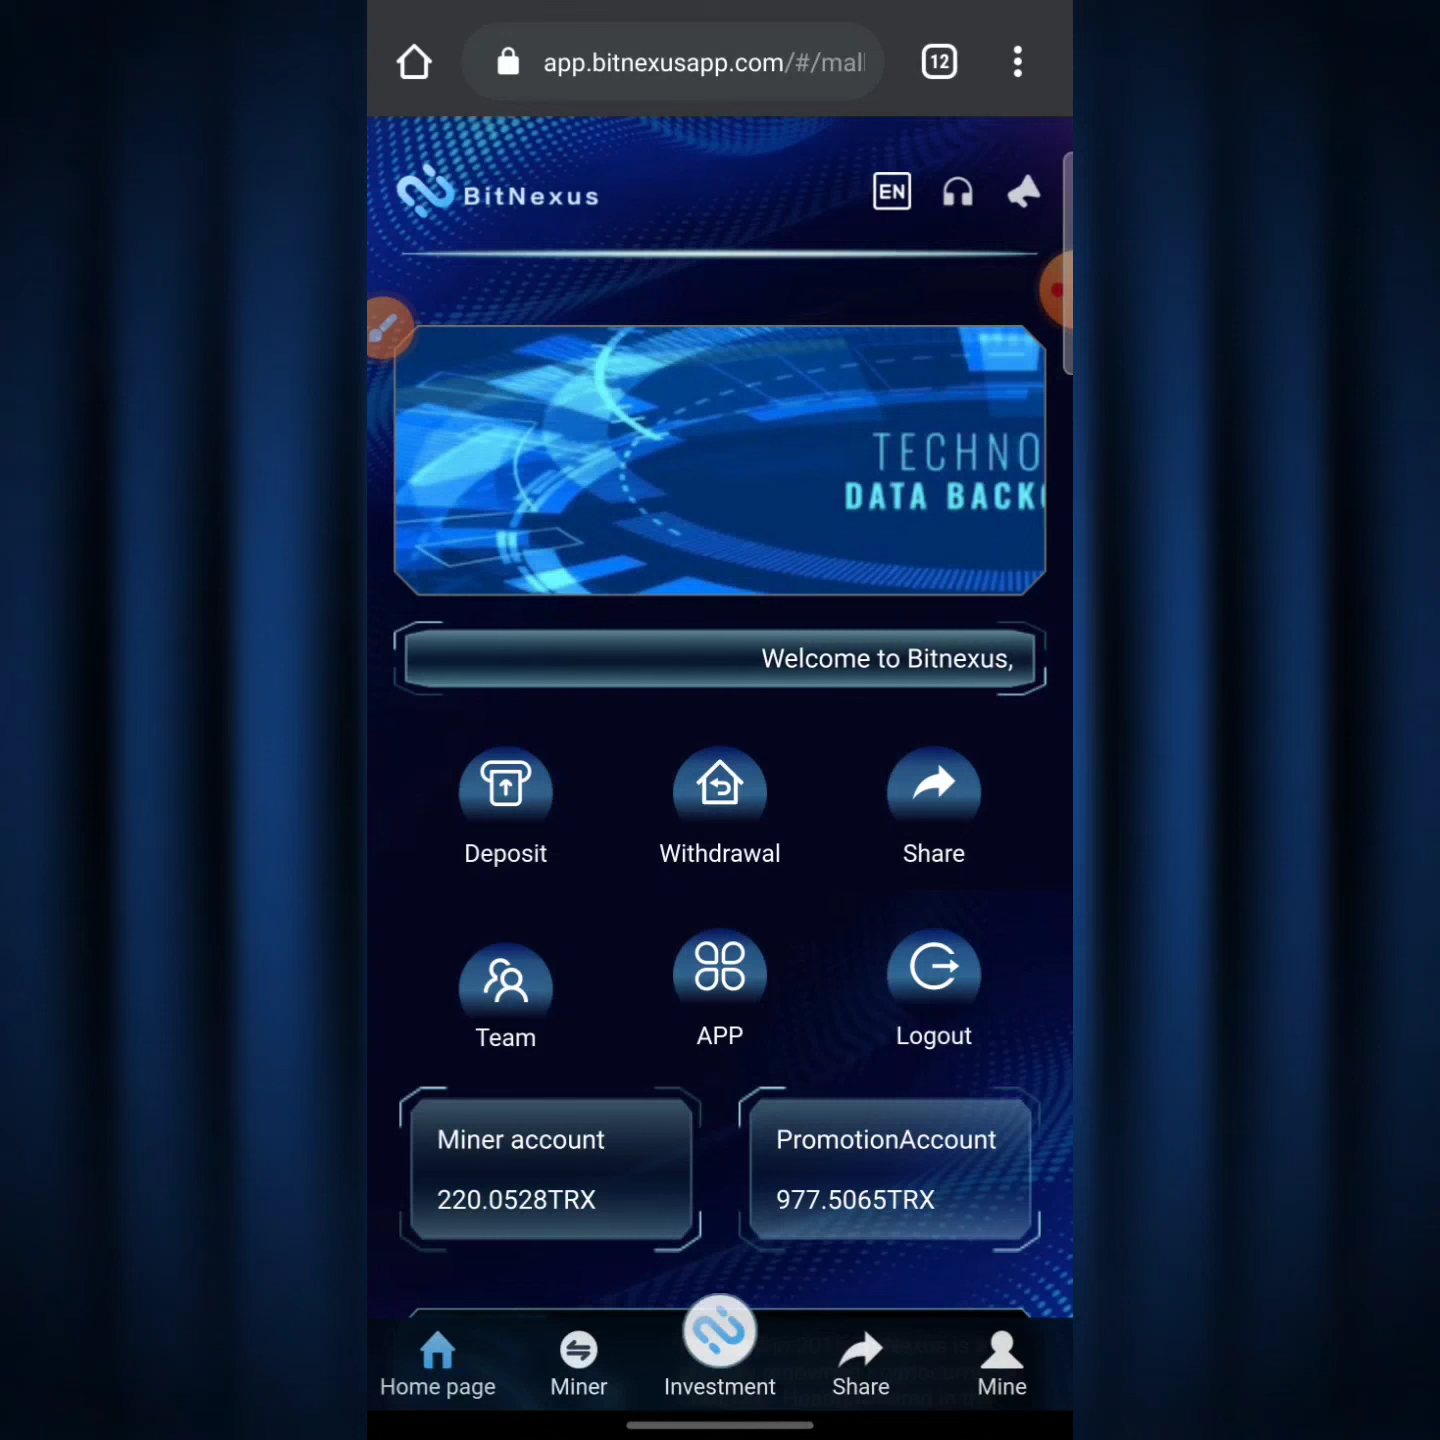 app.bitnexusapp.com/#/mal
12
BitNexus
EN
TECHNO
DATA BACK
Welcome to Bitnexus,
Deposit
Withdrawal
Share
Team
APP
Logout
Miner account
PromotionAccount
220.0528TRX
977.5065TRX
Home page
Miner
Investment
Share
Mine